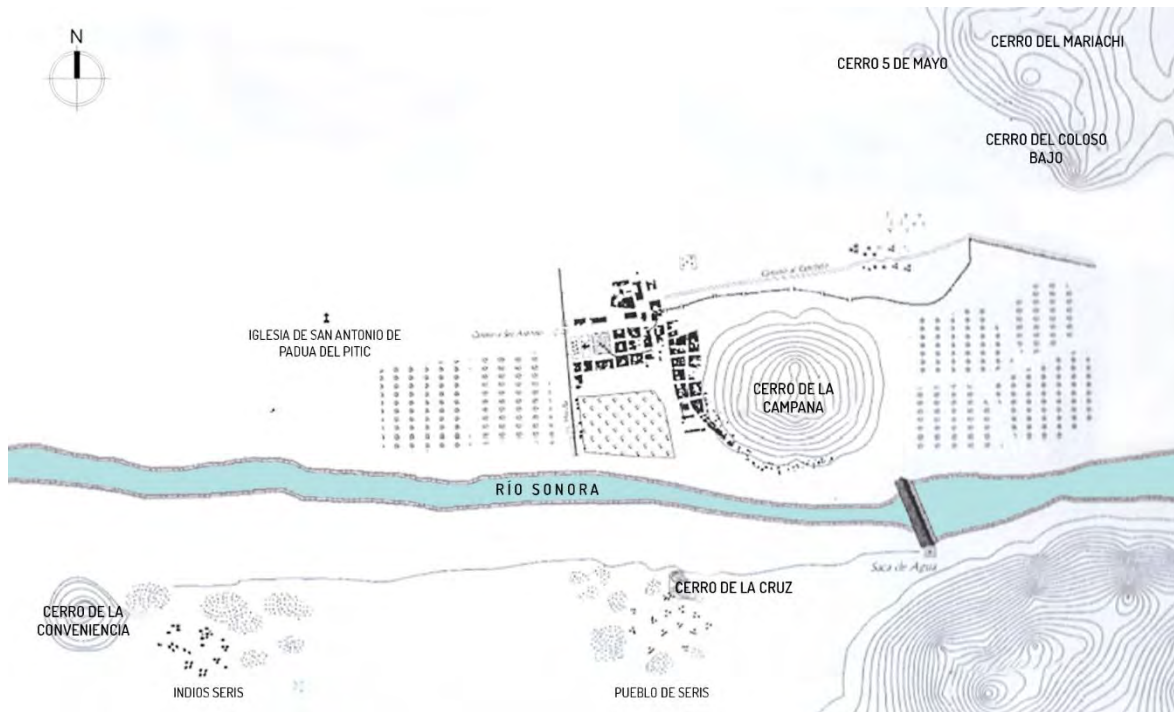 N
CERRO DEL MARIACHI
CERRO 5 DE MAYO
CERRO DEL COLOSO
BAJO
IGLESIA DE SAN ANTONIO DE
PADUA DEL PITIC
CERRO DE LA
CAMPANA
RÍO SONORA
Saca de Agua
CERRO DE LA CRUZ
CERRO DE LA
CONVENIENCIA
INDIOS SERIS
PUEBLO DE SERIS